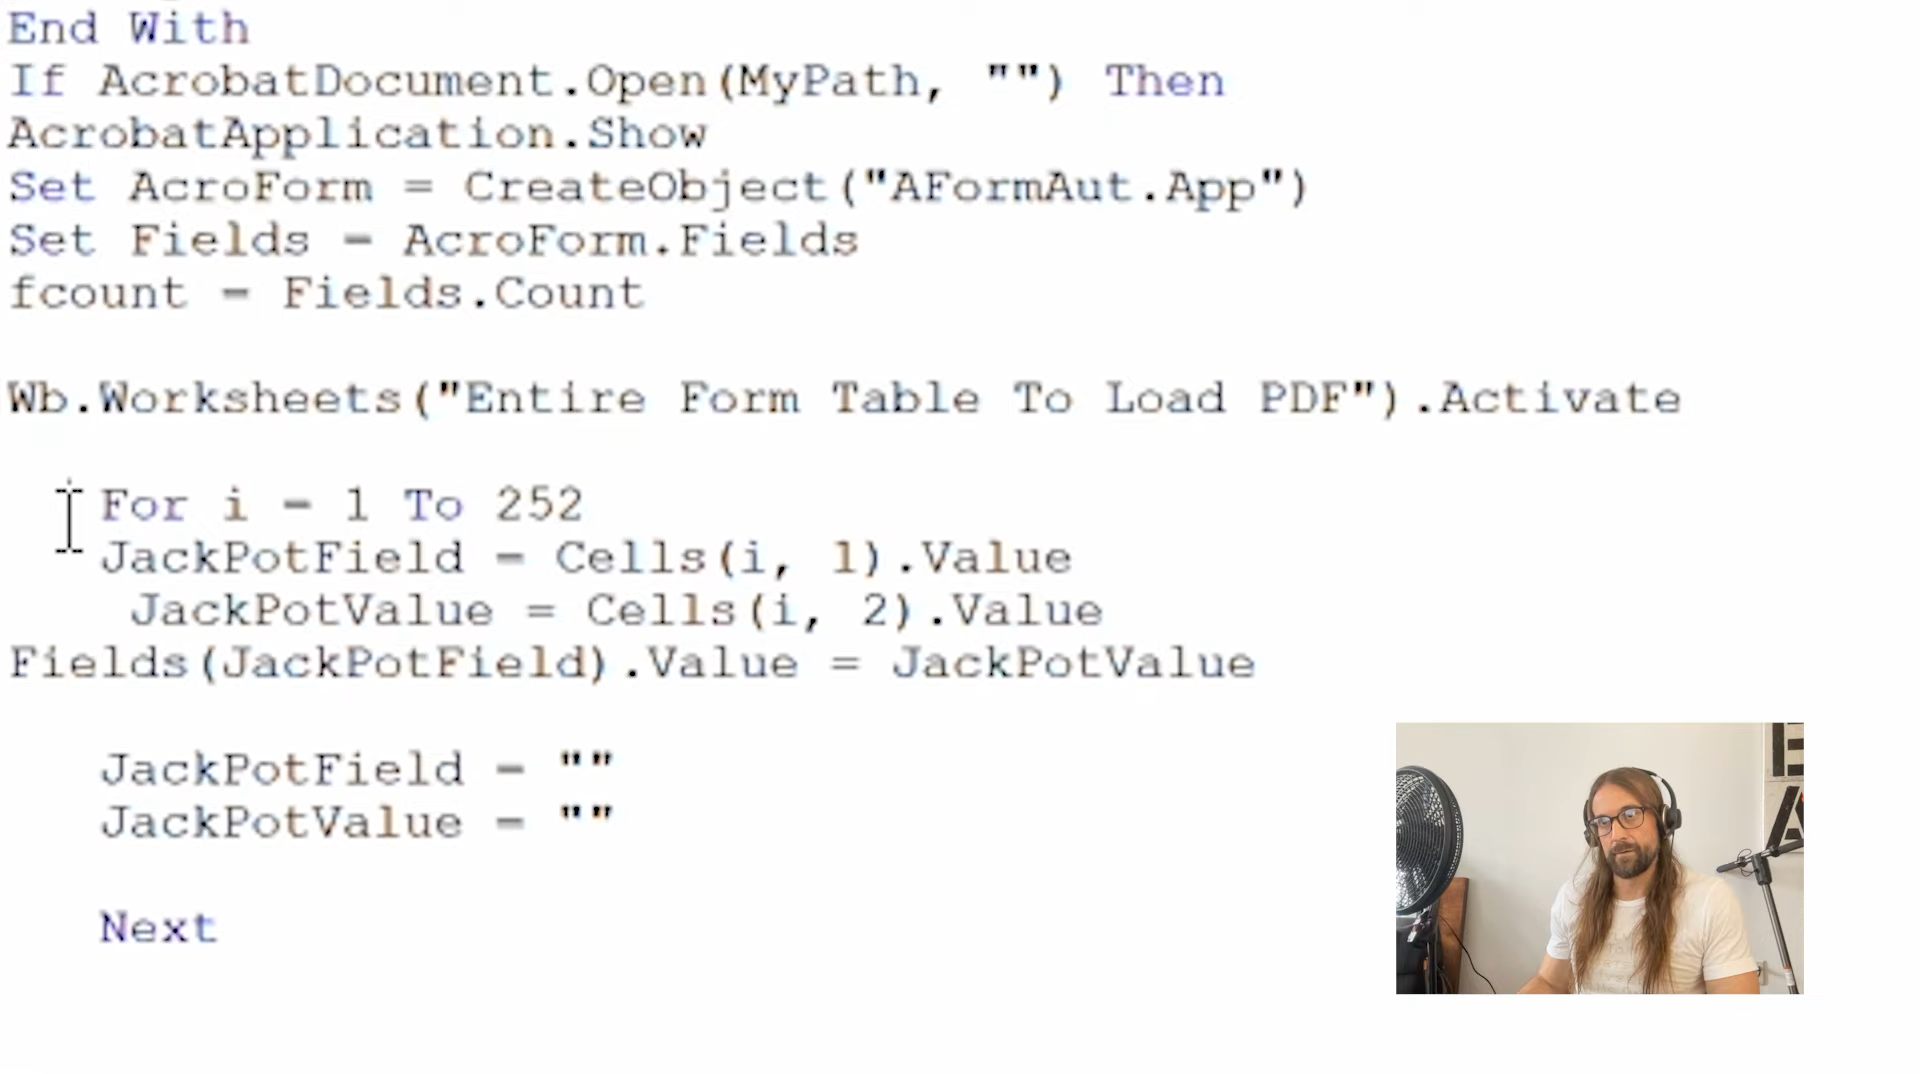 End With
If AcrobatDocument.Open(MyPath, "") Then
AcrobatApplication.Show
Set AcroForm = CreateObject("AFormAut.App")
Set Fields = AcroForm.Fields
fcount = Fields.Count
Wb.Worksheets("Entire Form Table To Load PDF").Activate
For i = 1 To 252
JackPotField = Cells(i, 1).Value
JackPotValue = Cells(i, 2).Value
Fields(JackPotField).Value = JackPotValue
JackPotField = ""
JackPotValue = ""
Next